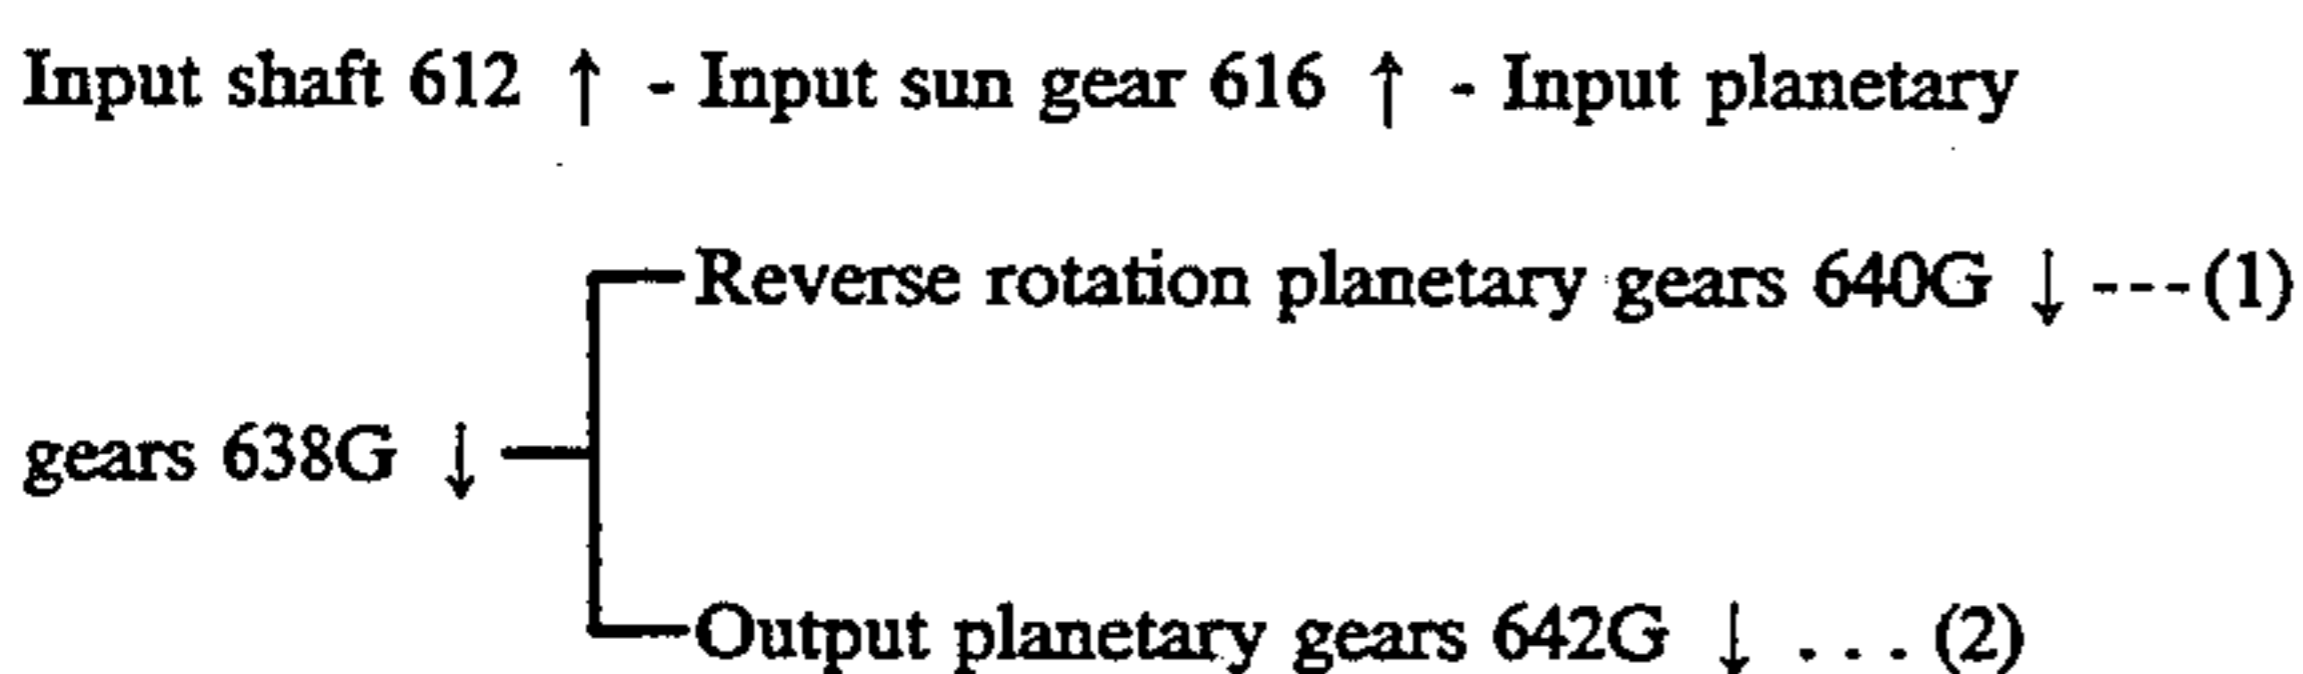 Input shaft 612 ↑ - Input sun gear 616 ↑ - Input planetary
Reverse rotation planetary gears 640G ↓ ---(1)
gears 638G ↓
Output planetary gears 642G ↓ . . . (2)